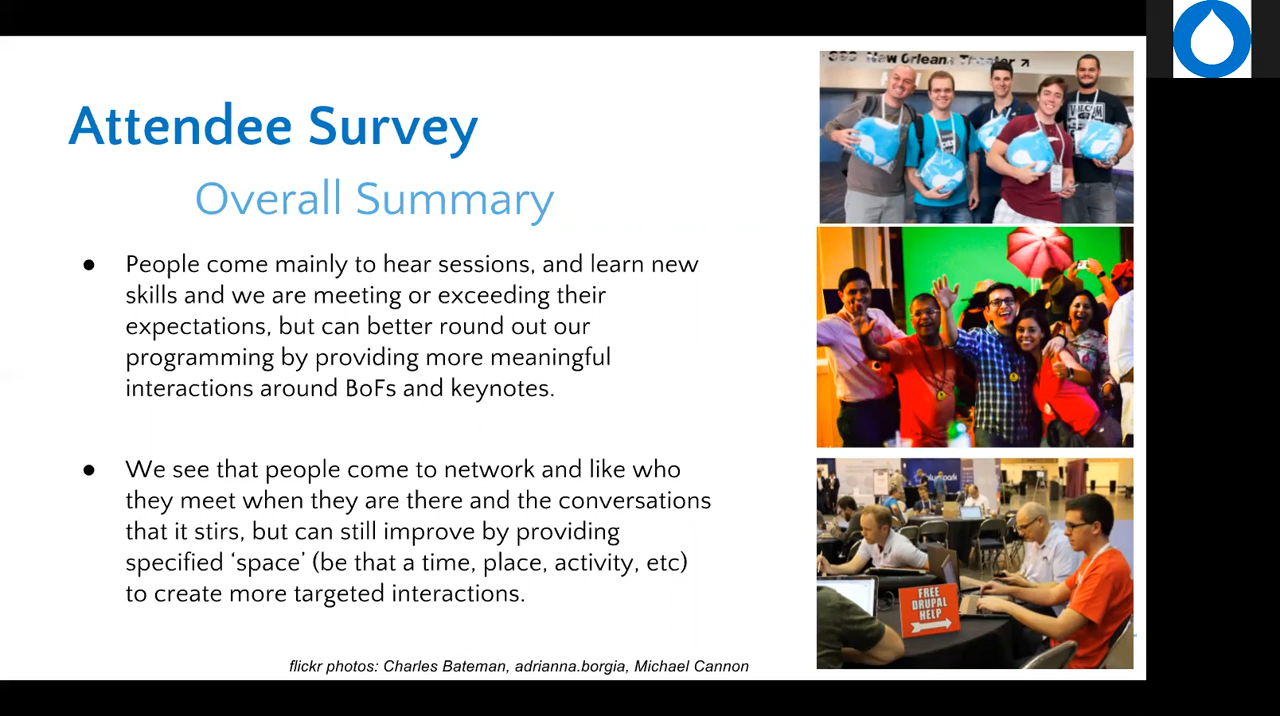 Attendee Survey
Overall Summary
● People come mainly to hear sessions, and learn new
skills and we are meeting or exceeding their
expectations, but can better round out our
programming by providing more meaningful
interactions around BoFs and keynotes.
● We see that people come to network and like who
they meet when they are there and the conversations
that it stirs, but can still improve by providing
specified ‘space’ (be that a time, place, activity, etc)
to create more targeted interactions.
flickr photos: Charles Bateman, adrianna.borgia, Michael Cannon
New Orleans Theater ↗
FREE
DRUPAL
HELP